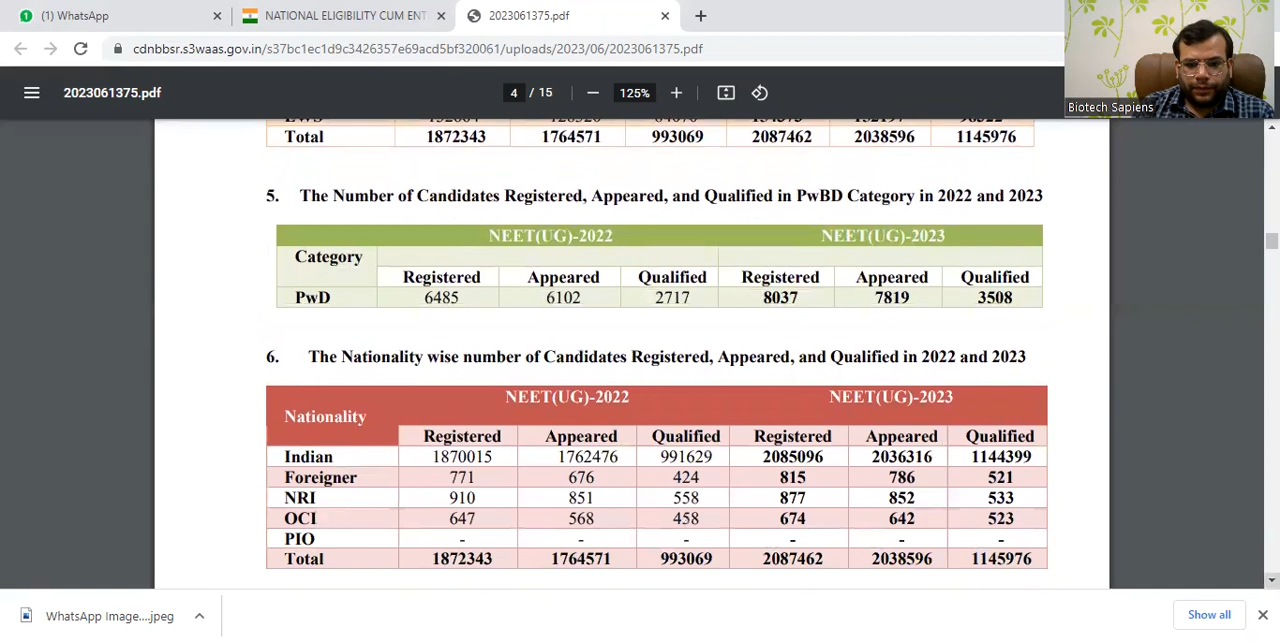 1 (1) WhatsApp
NATIONAL ELIGIBILITY CUM ENT
2023061375.pdf
cdnbbsr.s3waas.gov.in/s37bc1ec1d9c3426357e69acd5bf320061/uploads/2023/06/2023061375.pdf
2023061375.pdf 4 / 15 125%
Biotech Sapiens
Total 1872343 1764571 993069 2087462 2038596 1145976
5. The Number of Candidates Registered, Appeared, and Qualified in PwBD Category in 2022 and 2023
NEET(UG)-2022 NEET(UG)-2023
Category
Registered Appeared Qualified Registered Appeared Qualified
PwD 6485 6102 2717 8037 7819 3508
6. The Nationality wise number of Candidates Registered, Appeared, and Qualified in 2022 and 2023
NEET(UG)-2022 NEET(UG)-2023
Nationality
Registered Appeared Qualified Registered Appeared Qualified
Indian 1870015 1762476 991629 2085096 2036316 1144399
Foreigner 771 676 424 815 786 521
NRI 910 851 558 877 852 533
OCI 647 568 458 674 642 523
PIO - - - - - -
Total 1872343 1764571 993069 2087462 2038596 1145976
WhatsApp Image....jpeg
Show all